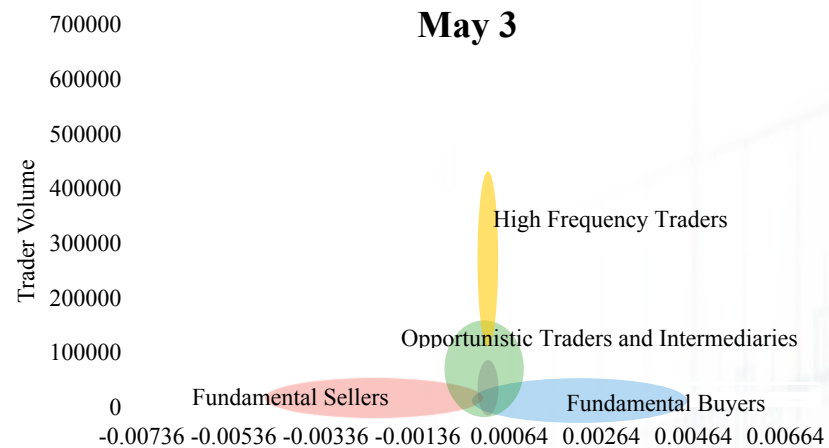 May 3
700000
600000
500000
400000
300000
200000
100000
0
Trader Volume
High Frequency Traders
Opportunistic Traders and Intermediaries
Fundamental Sellers
Fundamental Buyers
-0.00736 -0.00536 -0.00336 -0.00136 0.00064 0.00264 0.00464 0.00664